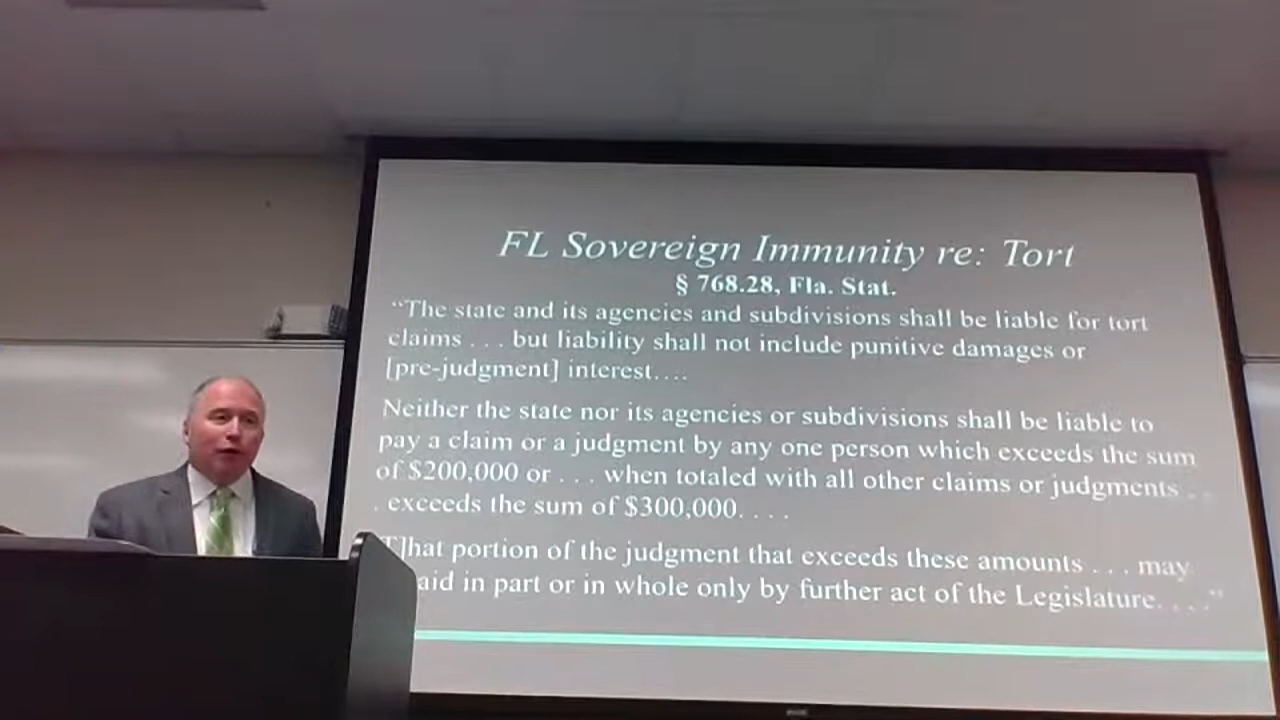 FL Sovereign Immunity re: Tort
§ 768.28, Fla. Stat.
“The state and its agencies and subdivisions shall be liable for tort
claims . . . but liability shall not include punitive damages or
[pre-judgment] interest....
Neither the state nor its agencies or subdivisions shall be liable to
pay a claim or a judgment by any one person which exceeds the sum
of $200,000 or . . . when totaled with all other claims or judgments . .
. exceeds the sum of $300,000. . . .
T]hat portion of the judgment that exceeds these amounts . . . may
aid in part or in whole only by further act of the Legislature. . . .”